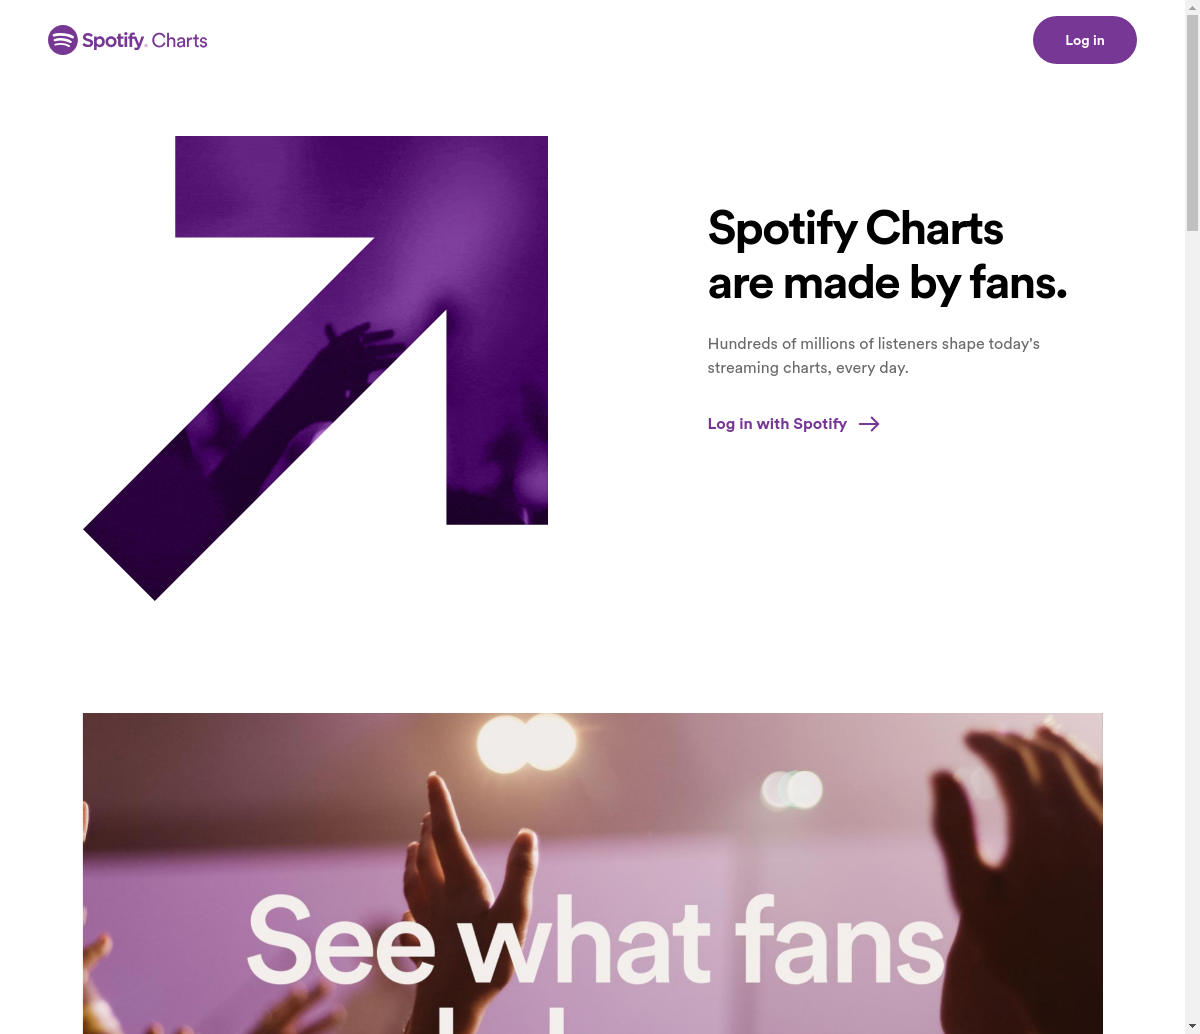 Spotify Charts
Log in
Spotify Charts
are made by fans.
Hundreds of millions of listeners shape today's
streaming charts, every day.
Log in with Spotify
See what fans